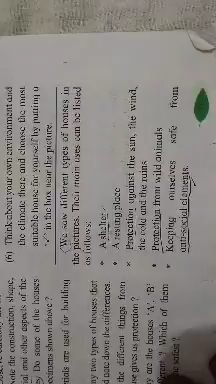 (6) Think about your own environment and
the climate there and choose the most
suitable house for yourself by putting a
'✓' in the box near the picture.
We saw different types of houses in
the pictures. Their main uses can be listed
as follows:
* A shelter
* A resting place
* Protection against the sun, the wind,
the cold and the rains
* Protection from wild animals
* Keeping ourselves safe from
anti-social elements.
the construction, shape,
and other aspects of the
Do some of the houses
specimens shown above ?
are used for building
any two types of houses that
note down the differences.
the different things from
gives us protection ?
are the houses 'A', 'B'
? Which of them